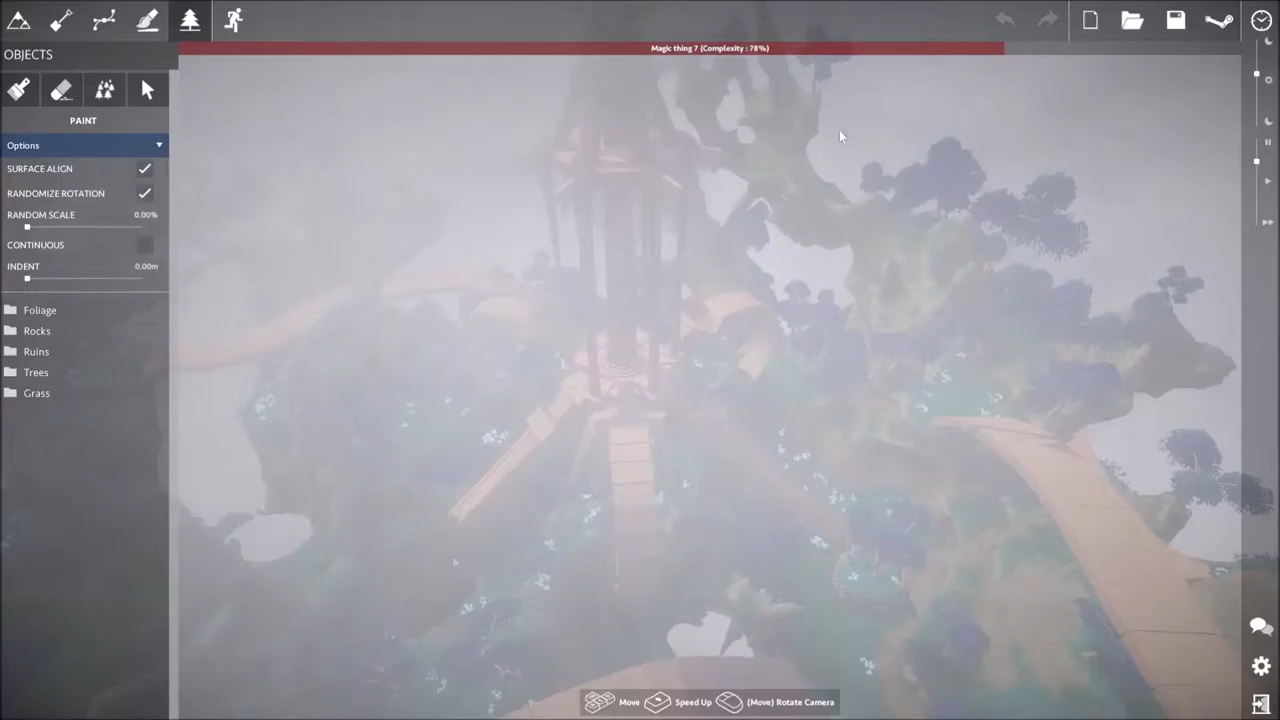 Magic thing 7 (Complexity : 78%)
OBJECTS
PAINT
Options
SURFACE ALIGN
RANDOMIZE ROTATION
RANDOM SCALE 0.00%
CONTINUOUS
INDENT 0.00m
Foliage
Rocks
Ruins
Trees
Grass
Move Speed Up (Move) Rotate Camera